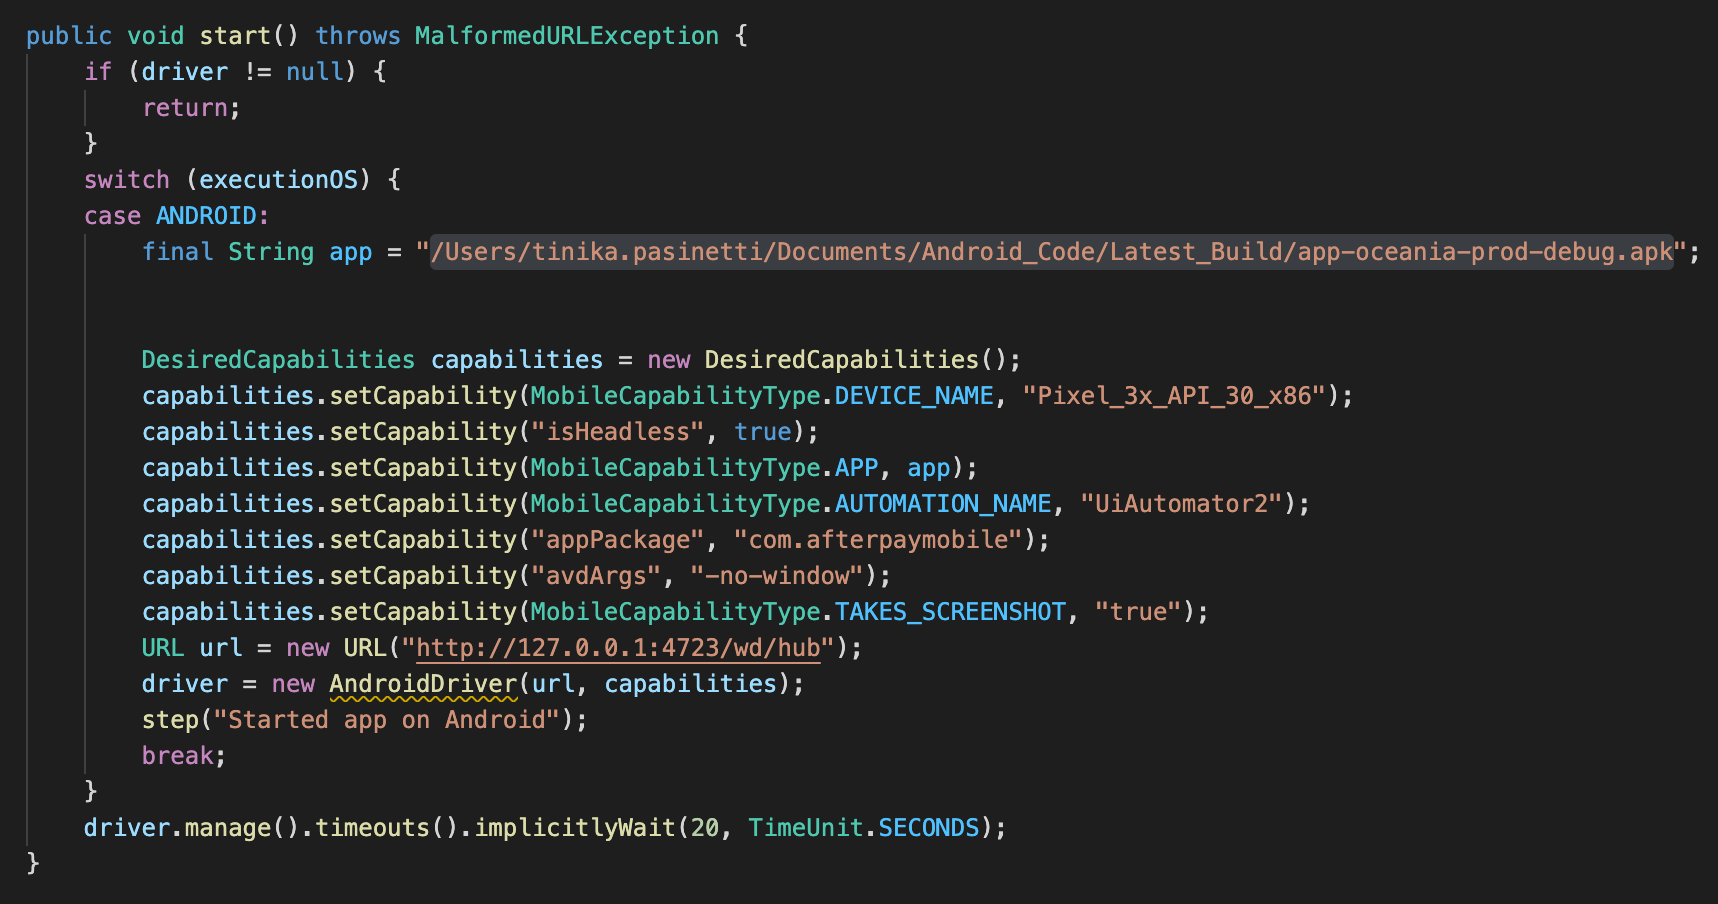 public void start() throws MalformedURLException {
    if (driver != null) {
        return;
    }
    switch (executionOS) {
    case ANDROID:
        final String app = "/Users/tinika.pasinetti/Documents/Android_Code/Latest_Build/app-oceania-prod-debug.apk";


        DesiredCapabilities capabilities = new DesiredCapabilities();
        capabilities.setCapability(MobileCapabilityType.DEVICE_NAME, "Pixel_3x_API_30_x86");
        capabilities.setCapability("isHeadless", true);
        capabilities.setCapability(MobileCapabilityType.APP, app);
        capabilities.setCapability(MobileCapabilityType.AUTOMATION_NAME, "UiAutomator2");
        capabilities.setCapability("appPackage", "com.afterpaymobile");
        capabilities.setCapability("avdArgs", "-no-window");
        capabilities.setCapability(MobileCapabilityType.TAKES_SCREENSHOT, "true");
        URL url = new URL("http://127.0.0.1:4723/wd/hub");
        driver = new AndroidDriver(url, capabilities);
        step("Started app on Android");
        break;
    }
    driver.manage().timeouts().implicitlyWait(20, TimeUnit.SECONDS);
}